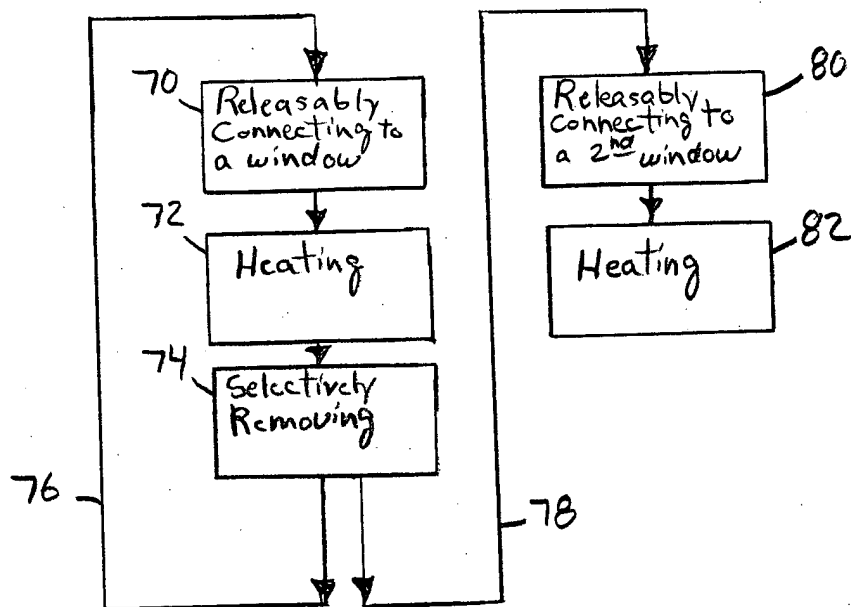 70
Releasably
Connecting to
a window
72
Heating
74
Selectively
Removing
76
78
80
Releasably
connecting to
a 2nd window
82
Heating